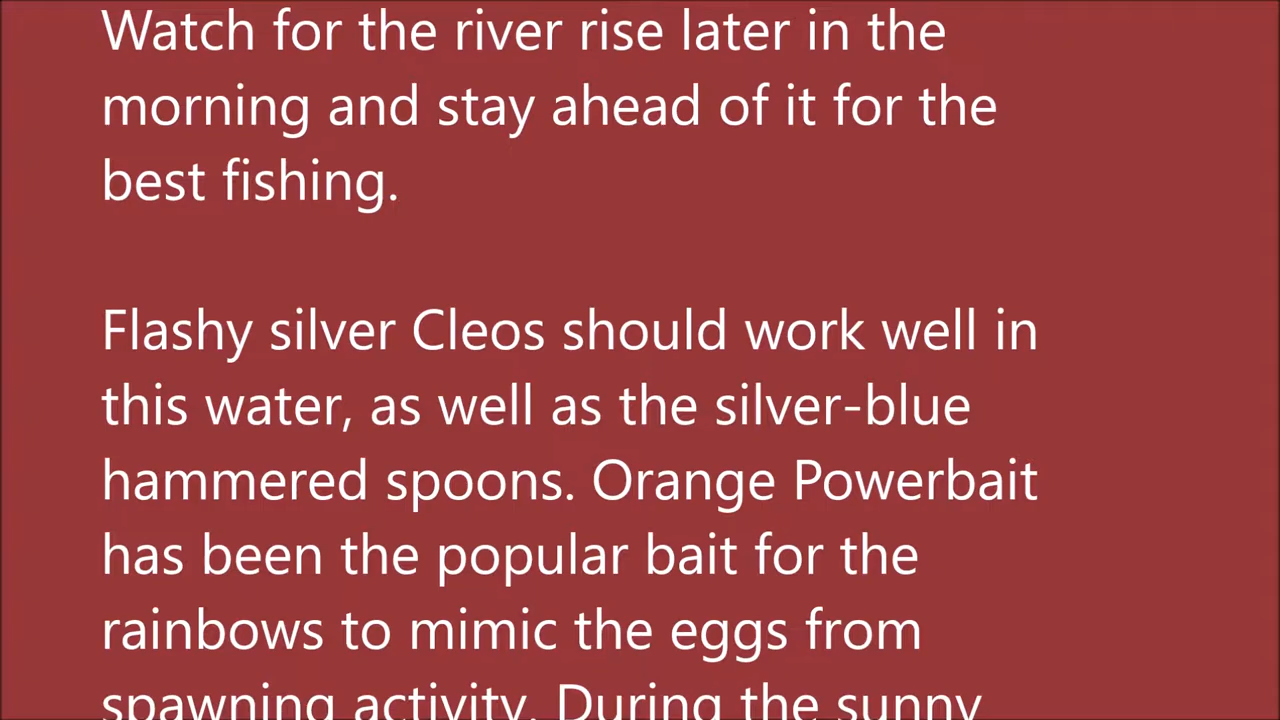 Watch for the river rise later in the
morning and stay ahead of it for the
best fishing.
Flashy silver Cleos should work well in
this water, as well as the silver-blue
hammered spoons. Orange Powerbait
has been the popular bait for the
rainbows to mimic the eggs from
spawning activity. During the sunny